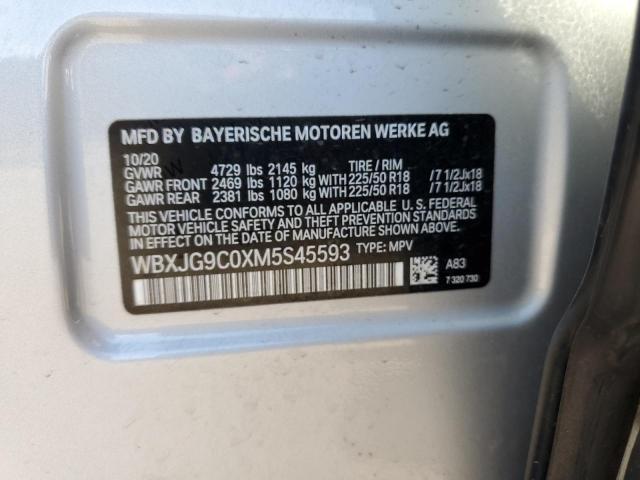 MFD BY BAYERISCHE MOTOREN WERKE AG
10/20
GVWR 4729 lbs 2145 kg TIRE / RIM
GAWR FRONT 2469 lbs 1120 kg WITH 225/50 R18 /7 1/2Jx18
GAWR REAR 2381 lbs 1080 kg WITH 225/50 R18 /7 1/2Jx18
THIS VEHICLE CONFORMS TO ALL APPLICABLE U. S. FEDERAL
MOTOR VEHICLE SAFETY, BUMPER, AND THEFT PREVENTION
STANDARDS IN EFFECT ON THE DATE OF MANUFACTURE
SHOWN ABOVE.
WBXJG9C0XM5S45593 TYPE: MPV
A83
7 320 730